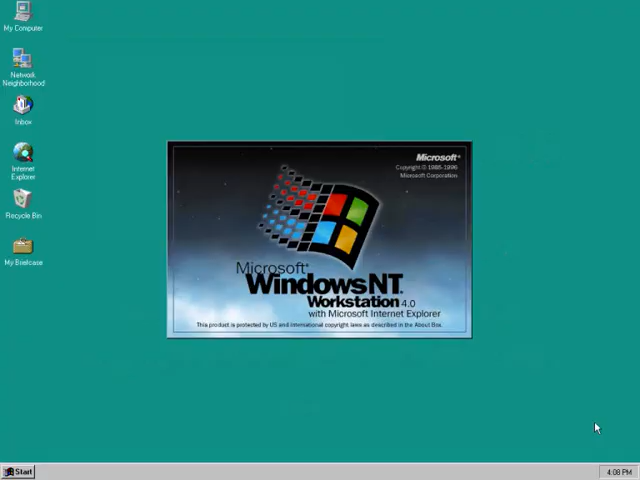 My Computer
Network
Neighborhood
Inbox
Internet
Explorer
Recycle Bin
My Briefcase
Microsoft®
Copyright © 1985-1996
Microsoft Corporation
Microsoft®
Windows NT®
Workstation 4.0
with Microsoft Internet Explorer
This product is protected by US and international copyright laws as described in the About Box.
Start
4:08 PM